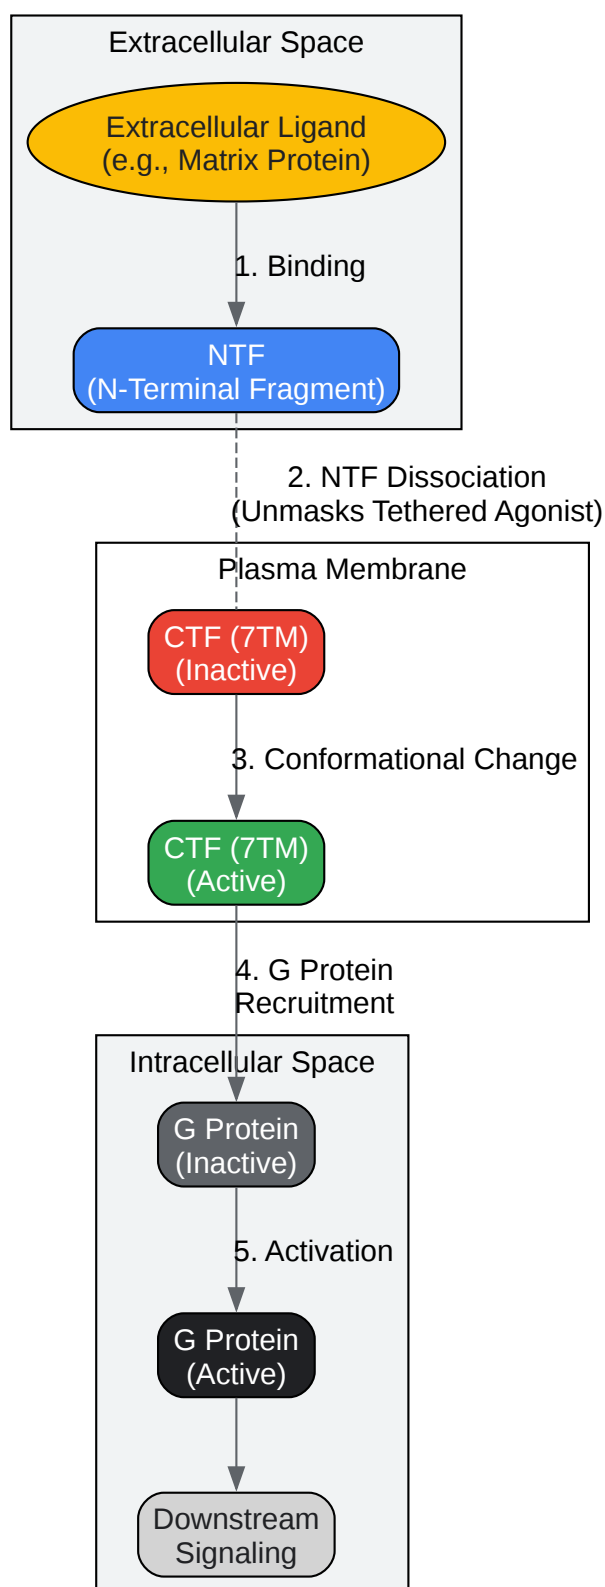 Extracellular Space
Extracellular Ligand
(e.g., Matrix Protein)
1. Binding
NTF
(N-Terminal Fragment)
2. NTF Dissociation
(Unmasks Tethered Agonist)
Plasma Membrane
CTF (7TM)
(Inactive)
3. Conformational Change
CTF (7TM)
(Active)
4. G Protein
Recruitment
Intracellular Space
G Protein
(Inactive)
5. Activation
G Protein
(Active)
Downstream
Signaling